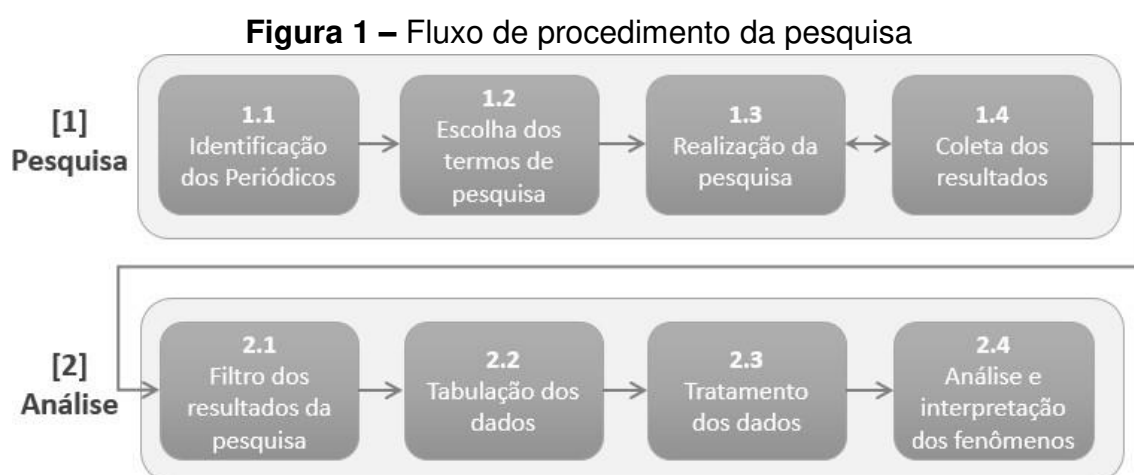 Figura 1 – Fluxo de procedimento da pesquisa
[1]
Pesquisa
1.1
Identificação
dos Periódicos
1.2
Escolha dos
termos de
pesquisa
1.3
Realização da
pesquisa
1.4
Coleta dos
resultados
[2]
Análise
2.1
Filtro dos
resultados da
pesquisa
2.2
Tabulação dos
dados
2.3
Tratamento
dos dados
2.4
Análise e
interpretação
dos fenômenos